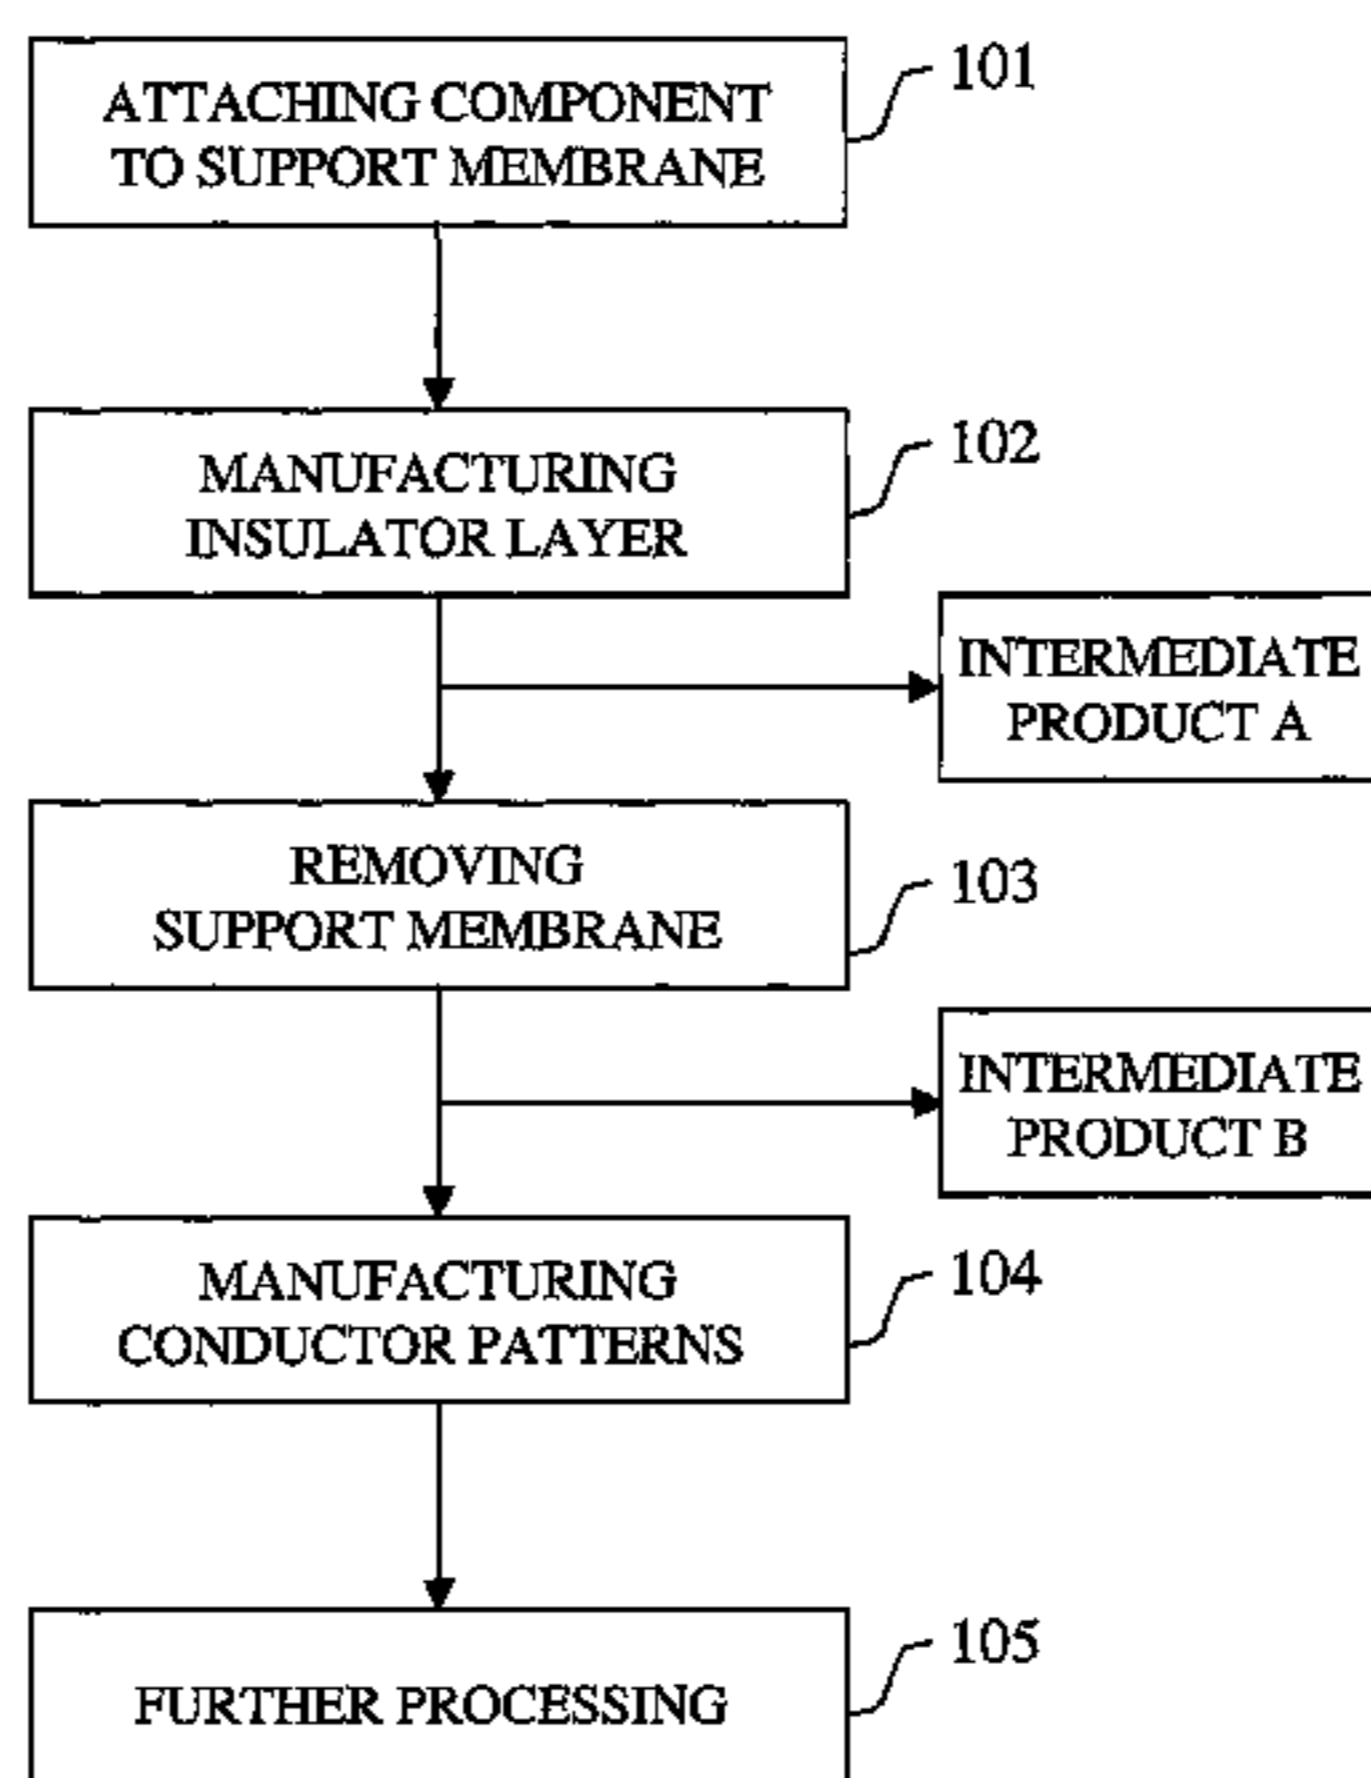 ATTACHING COMPONENT
TO SUPPORT MEMBRANE
101
MANUFACTURING
INSULATOR LAYER
102
INTERMEDIATE
PRODUCT A
REMOVING
SUPPORT MEMBRANE
103
INTERMEDIATE
PRODUCT B
MANUFACTURING
CONDUCTOR PATTERNS
104
FURTHER PROCESSING
105